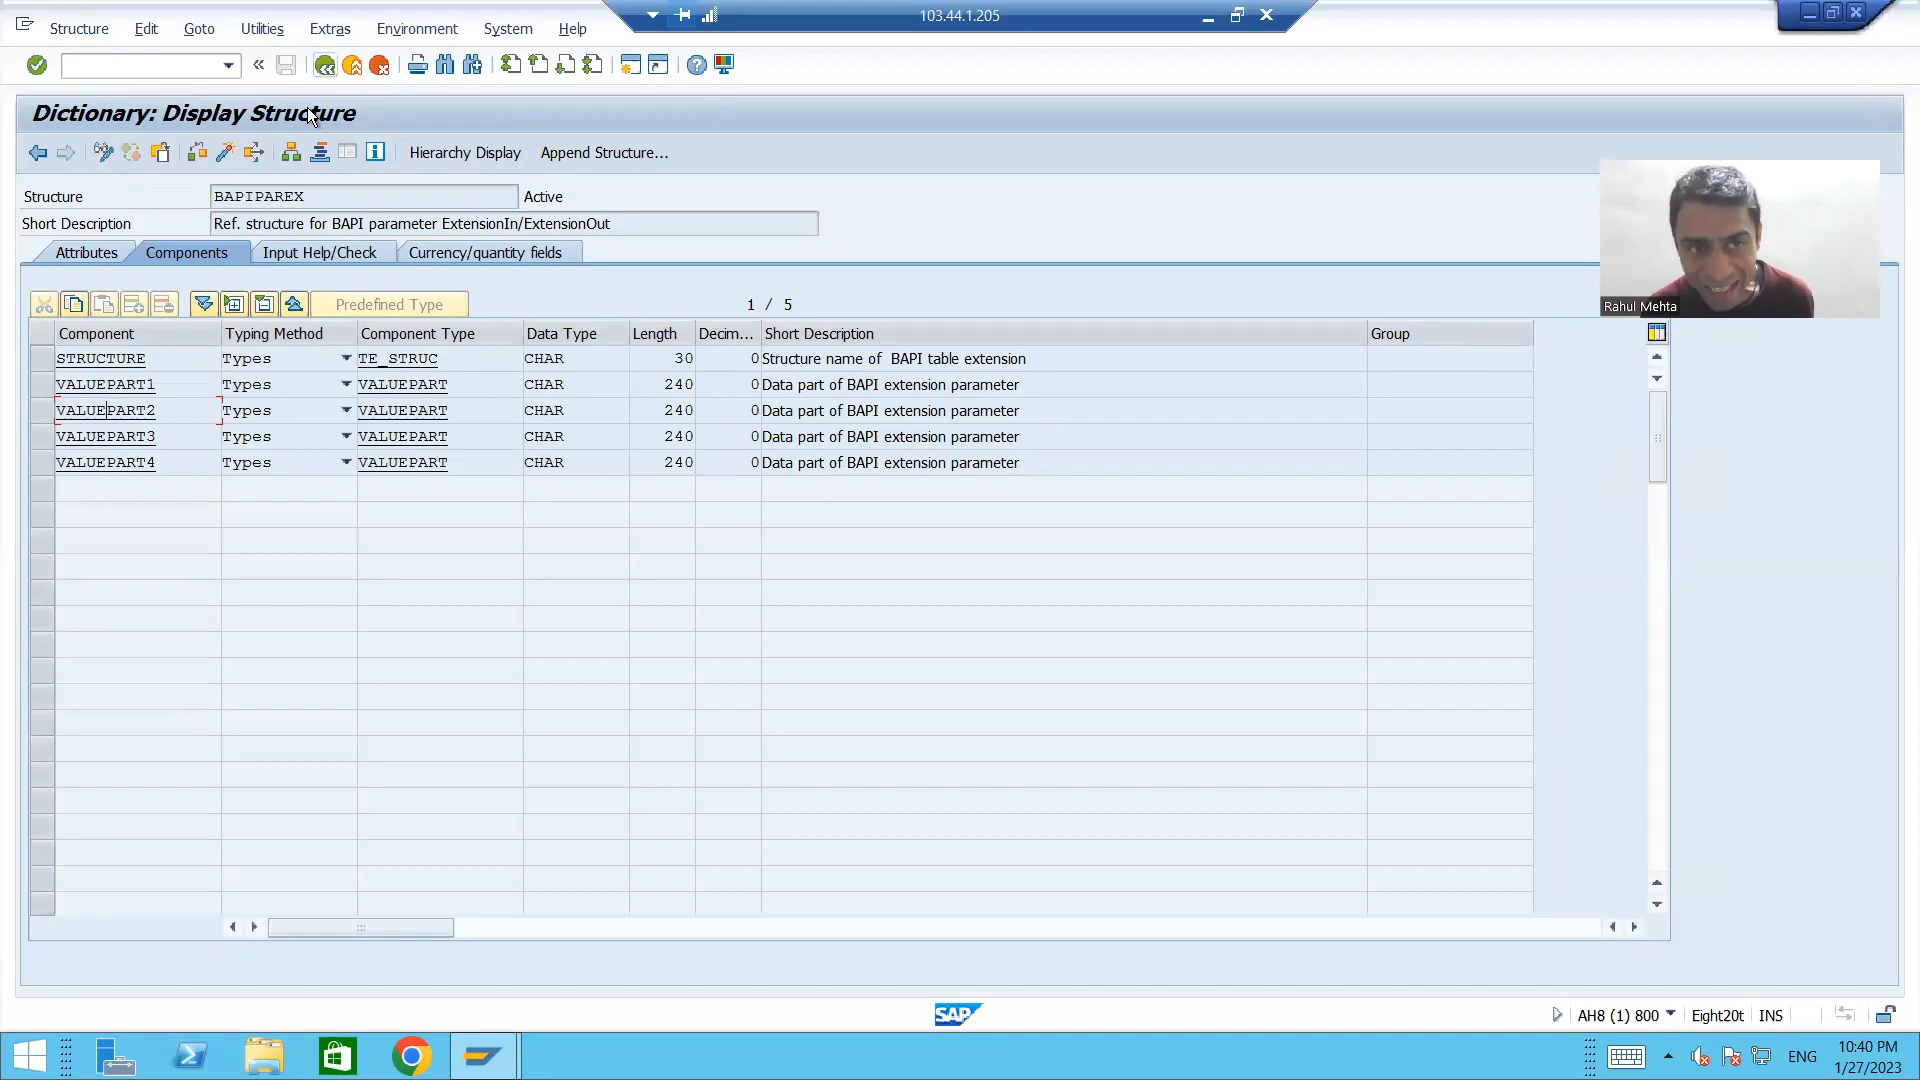 103.44.1.205
Structure Edit Goto Utilities Extras Environment System Help
Dictionary: Display Structure
Hierarchy Display Append Structure...
Structure BAPIPAREX Active
Short Description Ref. structure for BAPI parameter ExtensionIn/ExtensionOut
Attributes Components Input Help/Check Currency/quantity fields
Rahul Mehta
Predefined Type 1 / 5
Component Typing Method Component Type Data Type Length Decim... Short Description Group
STRUCTURE Types TE_STRUC CHAR 30 0 Structure name of BAPI table extension
VALUEPART1 Types VALUEPART CHAR 240 0 Data part of BAPI extension parameter
VALUEPART2 Types VALUEPART CHAR 240 0 Data part of BAPI extension parameter
VALUEPART3 Types VALUEPART CHAR 240 0 Data part of BAPI extension parameter
VALUEPART4 Types VALUEPART CHAR 240 0 Data part of BAPI extension parameter
SAP
AH8 (1) 800 Eight20t INS
ENG
10:40 PM
1/27/2023